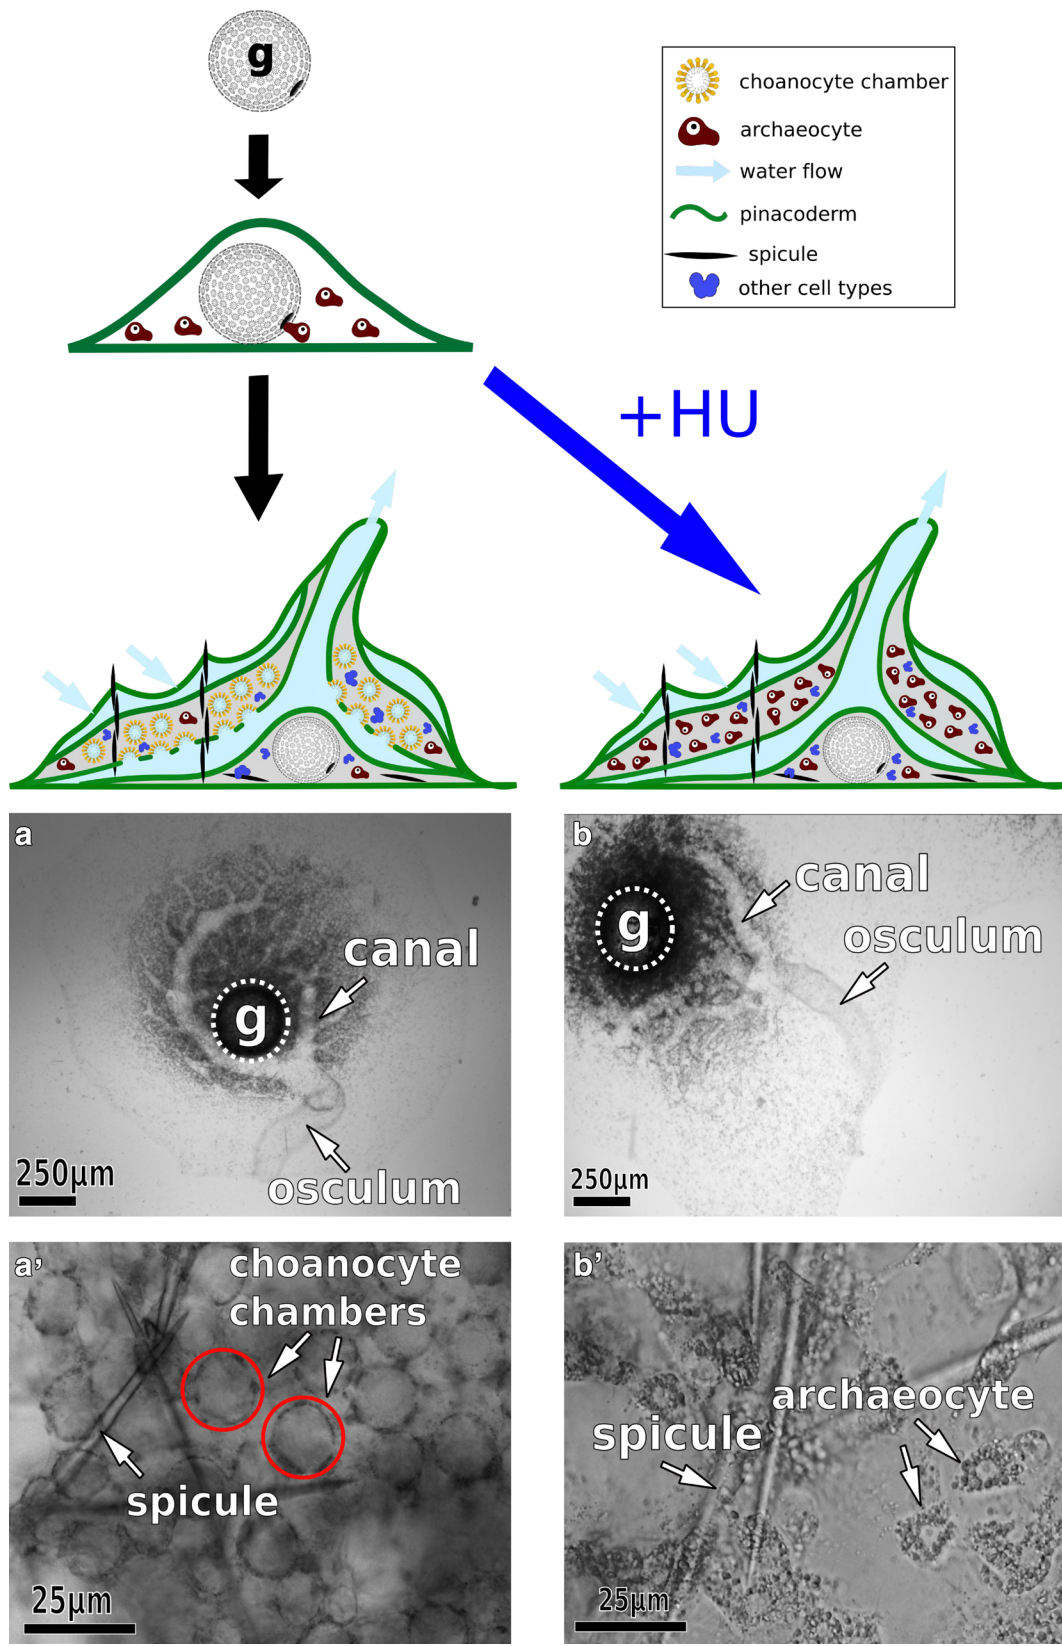 g
choanocyte chamber
archaeocyte
water flow
pinacoderm
spicule
other cell types
+HU
a
canal
g
osculum
250µm
b
canal
osculum
g
250µm
a'
choanocyte
chambers
spicule
25µm
b'
archaeocyte
spicule
25µm